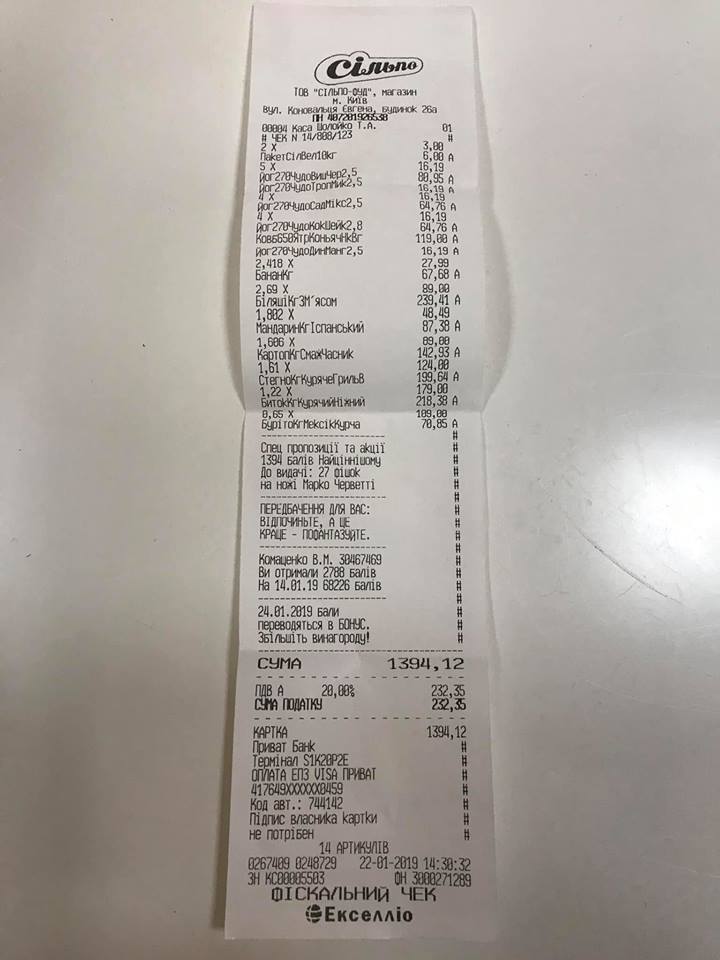 Сільпо
ТОВ "СІЛЬПО-ФУД", магазин
м. Київ
вул. Коновальця Євгена, будинок 26а
ПН 407201926538
00004 Каса Шолойко Т.А. 01
# ЧЕК N 14/808/123 #
2 X 3,00
ПакетСілВел10кг 6,00 А
5 X 16,19
Йог270ЧудоВишЧер2,5 80,95 А
Йог270ЧудоТропМик2,5 16,19 А
4 X 16,19
Йог270ЧудоСадМікс2,5 64,76 А
4 X 16,19
Йог270ЧудоКокШейк2,8 64,76 А
Ковб650ЯтрКоньячНкВг 119,00 А
Йог270ЧудоДинМанг2,5 16,19 А
2,418 X 27,99
БананКг 67,68 А
2,69 X 89,00
БіляшіКгЗМ'ясом 239,41 А
1,802 X 48,49
МандаринКгІспанський 87,38 А
1,606 X 89,00
КартопКгСмажЧасник 142,93 А
1,61 X 124,00
СтегноКгКурячеГрильВ 199,64 А
1,22 X 179,00
БитокКгКурячийНіжний 218,38 А
0,65 X 109,00
БурітоКгМексікКурча 70,85 А
#
Спец пропозиції та акції #
1394 балів Найціннішому #
До видачі: 27 фішок #
на ножі Марко Черветті #
#
ПЕРЕДБАЧЕННЯ ДЛЯ ВАС: #
ВІДПОЧИНЬТЕ, А ЩЕ #
КРАЩЕ - ПОФАНТАЗУЙТЕ. #
#
Комаценко В.М. 30467469 #
Ви отримали 2788 балів #
На 14.01.19 68226 балів #
#
24.01.2019 бали #
переводяться в БОНУС. #
Збільшіть винагороду! #
СУМА 1394,12
ПДВ А 20,00% 232,35
СУМА ПОДАТКУ 232,35
КАРТКА 1394,12
Приват Банк #
Термінал S1K20P2E #
ОПЛАТА ЕПЗ VISA ПРИВАТ #
417649XXXXXX0459 #
Код авт.: 744142 #
Підпис власника картки #
не потрібен #
14 АРТИКУЛІВ
0267409 0248729 22-01-2019 14:30:32
ЗН КС00005503 ФН 3000271289
ФІСКАЛЬНИЙ ЧЕК
Екселліо